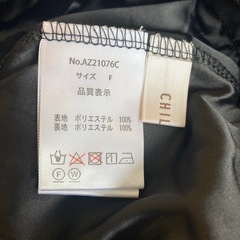 No.AZ21076C
サイズ F
品質表示
表地 ポリエステル 100%
裏地 ポリエステル 100%
F W
CHIL